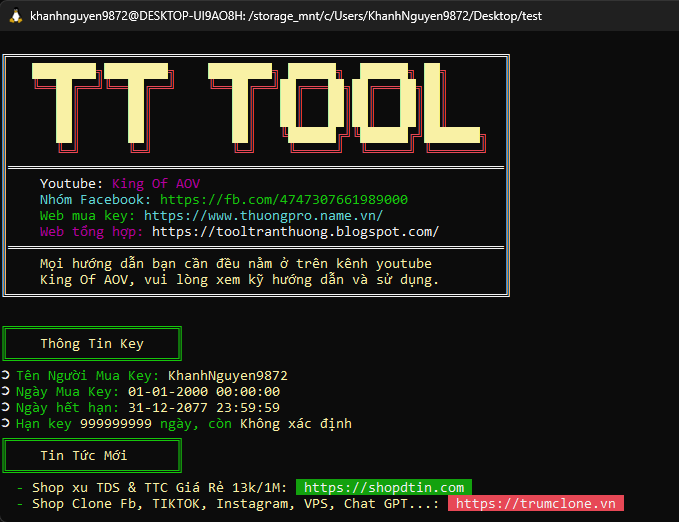 khanhnguyen9872@DESKTOP-UI9AO8H: /storage_mnt/c/Users/KhanhNguyen9872/Desktop/test
TT TOOL
Youtube: King Of AOV
Nhóm Facebook: https://fb.com/4747307661989000
Web mua key: https://www.thuongpro.name.vn/
Web tổng hợp: https://tooltranthuong.blogspot.com/
Mọi hướng dẫn bạn cần đều nằm ở trên kênh youtube
King Of AOV, vui lòng xem kỹ hướng dẫn và sử dụng.
Thông Tin Key
Tên Người Mua Key: KhanhNguyen9872
Ngày Mua Key: 01-01-2000 00:00:00
Ngày hết hạn: 31-12-2077 23:59:59
Hạn key 999999999 ngày, còn Không xác định
Tin Tức Mới
- Shop xu TDS & TTC Giá Rẻ 13k/1M: https://shopdtin.com
- Shop Clone Fb, TIKTOK, Instagram, VPS, Chat GPT...: https://trumclone.vn